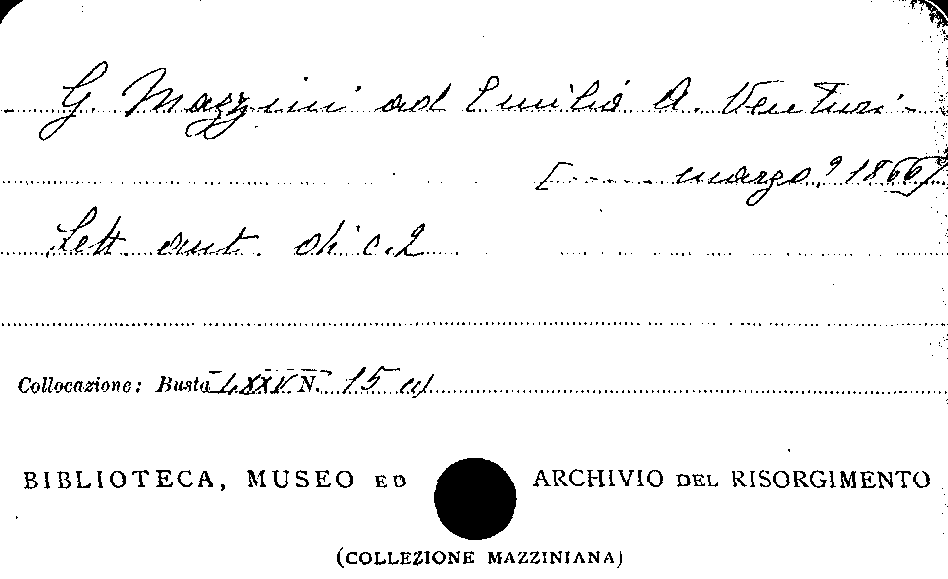 G. Mazzini ad Emilio A. Venturi -
[..... marzo? 1866?]
Lett. aut. di c. 2
Collocazione: Busta LXXV N. 15 a)
BIBLIOTECA, MUSEO ED ARCHIVIO DEL RISORGIMENTO
(COLLEZIONE MAZZINIANA)